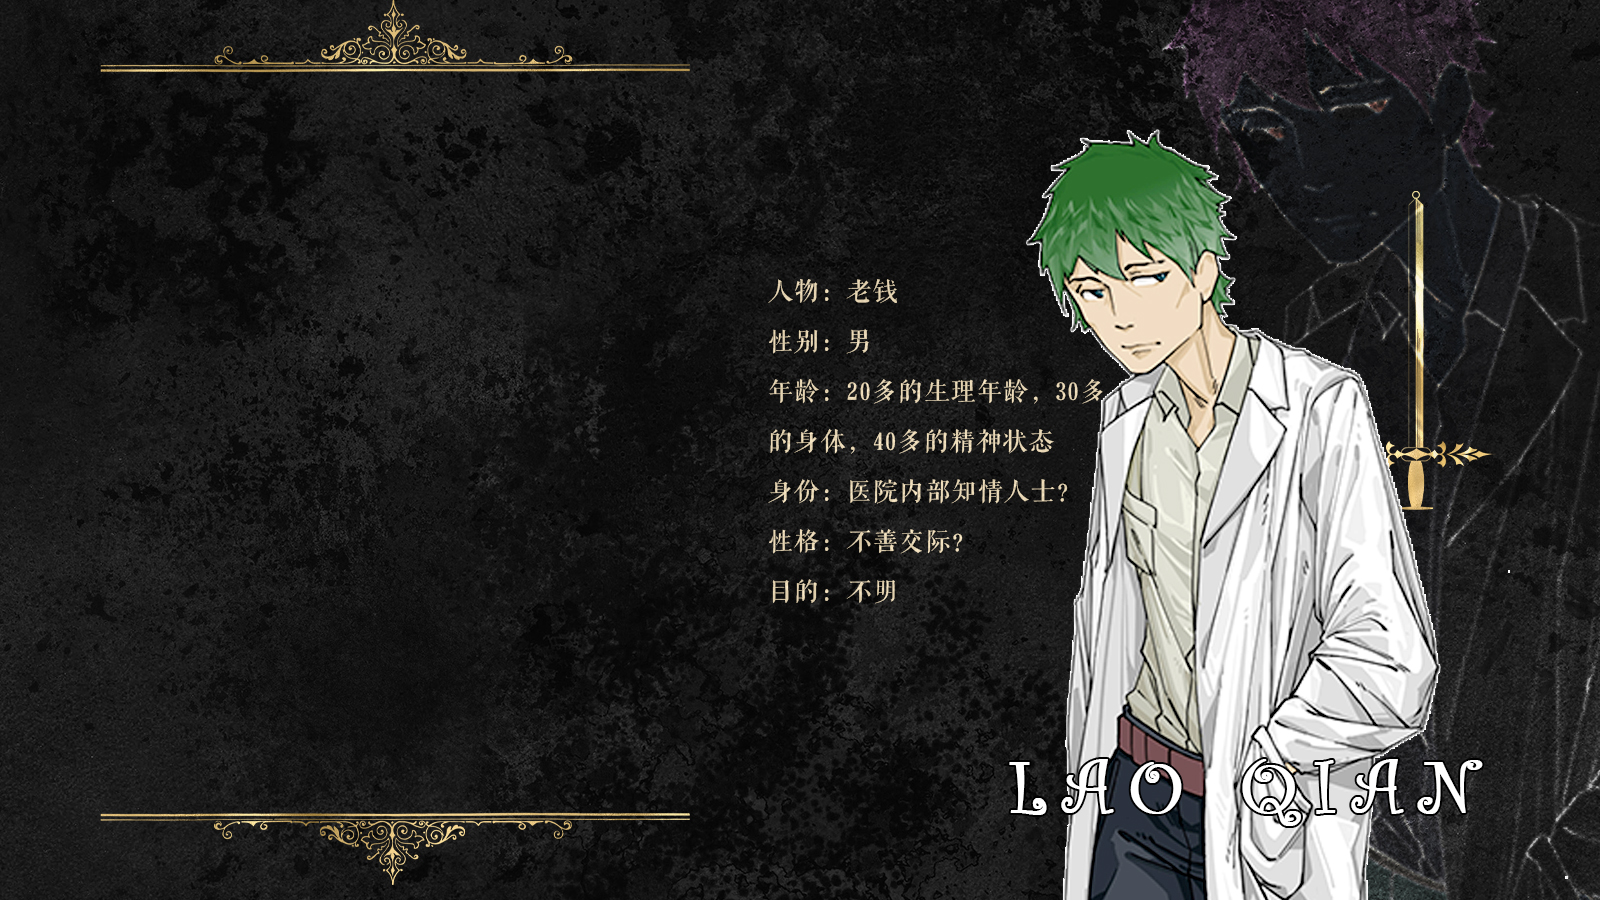 人物：老钱
性别：男
年龄：20多的生理年龄，30多
的身体，40多的精神状态
身份：医院内部知情人士？
性格：不善交际？
目的：不明
LAO QIAN